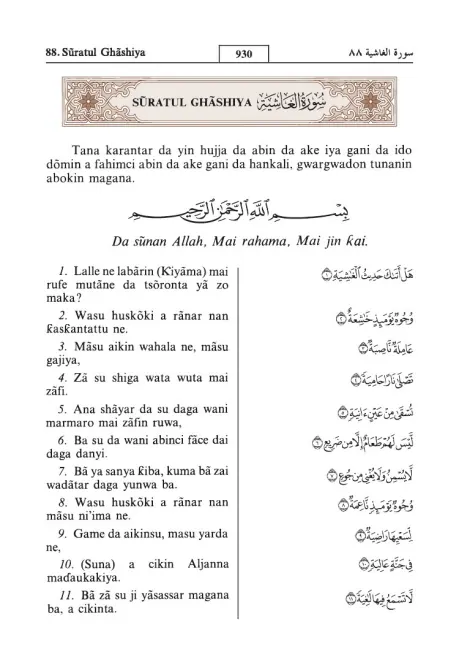 88. Sūratul Ghāshiya
930
سورة الغاشية ٨٨
SŪRATUL GHĀSHIYA سُورَةُ الْغَاشِيَةِ
Tana karantar da yin hujja da abin da ake iya gani da ido
dōmin a fahimci abin da ake gani da hankali, gwargwadon tunanin
abokin magana.
بِسْمِ اللَّهِ الرَّحْمَٰنِ الرَّحِيمِ
Da sūnan Allah, Mai rahama, Mai jin ƙai.
1. Lalle ne labārin (Ƙiyāma) mai
rufe mutāne da tsōronta yā zo
maka?
هَلْ أَتَىٰكَ حَدِيثُ الْغَٰشِيَةِ ١
2. Wasu huskōki a rānar nan
ƙasƙantattu ne.
وُجُوهٌ يَوْمَئِذٍ خَٰشِعَةٌ ٢
3. Māsu aikin wahala ne, māsu
gajiya,
عَامِلَةٌ نَّاصِبَةٌ ٣
4. Zā su shiga wata wuta mai
zāfi.
تَصْلَىٰ نَارًا حَامِيَةً ٤
5. Ana shāyar da su daga wani
marmaro mai zāfin ruwa,
تُسْقَىٰ مِنْ عَيْنٍ ءَانِيَةٍ ٥
6. Ba su da wani abinci fāce dai
daga danyi.
لَّيْسَ لَهُمْ طَعَامٌ إِلَّا مِن ضَرِيعٍ ٦
7. Bā ya sanya ƙiba, kuma bā zai
wadātar daga yunwa ba.
لَّا يُسْمِنُ وَلَا يُغْنِي مِن جُوعٍ ٧
8. Wasu huskōki a rānar nan
māsu ni'ima ne.
وُجُوهٌ يَوْمَئِذٍ نَّاعِمَةٌ ٨
9. Game da aikinsu, masu yarda
ne,
لِّسَعْيِهَا رَاضِيَةٌ ٩
10. (Suna) a cikin Aljanna
maɗaukakiya.
فِي جَنَّةٍ عَالِيَةٍ ١٠
11. Bā zā su ji yāsassar magana
ba, a cikinta.
لَّا تَسْمَعُ فِيهَا لَٰغِيَةً ١١